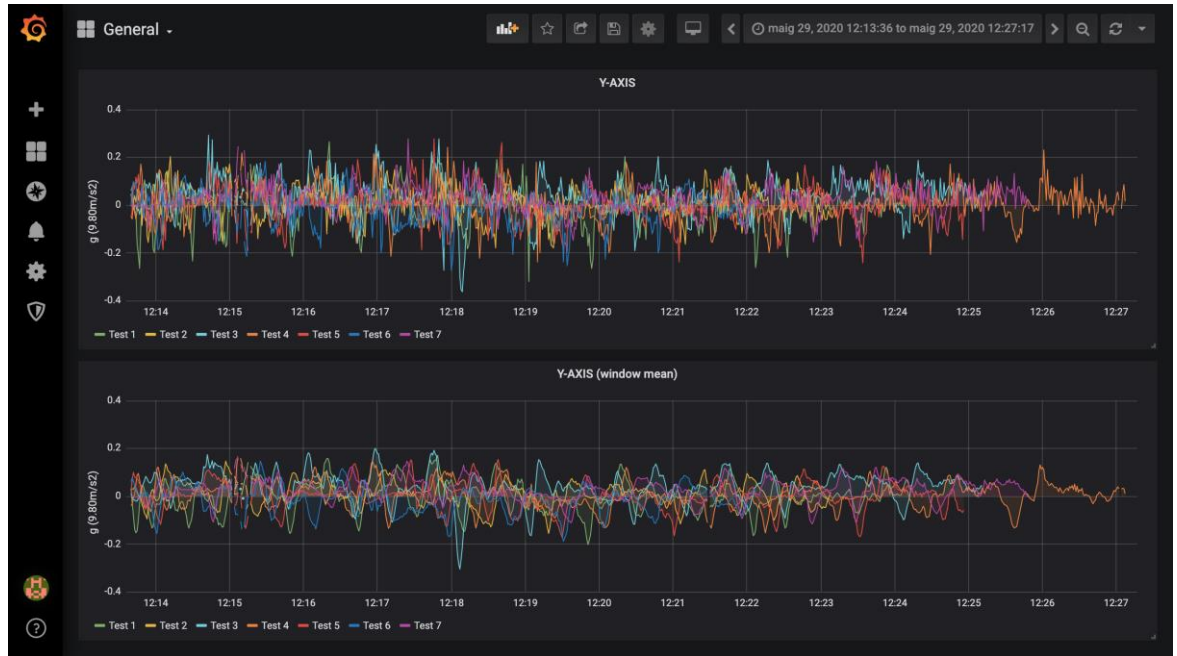 General
maig 29, 2020 12:13:36 to maig 29, 2020 12:27:17
Y-AXIS
g (9.80m/s2)
0.4
0.2
0
-0.2
-0.4
12:14 12:15 12:16 12:17 12:18 12:19 12:20 12:21 12:22 12:23 12:24 12:25 12:26 12:27
Test 1 Test 2 Test 3 Test 4 Test 5 Test 6 Test 7
Y-AXIS (window mean)
g (9.80m/s2)
0.4
0.2
0
-0.2
-0.4
12:14 12:15 12:16 12:17 12:18 12:19 12:20 12:21 12:22 12:23 12:24 12:25 12:26 12:27
Test 1 Test 2 Test 3 Test 4 Test 5 Test 6 Test 7